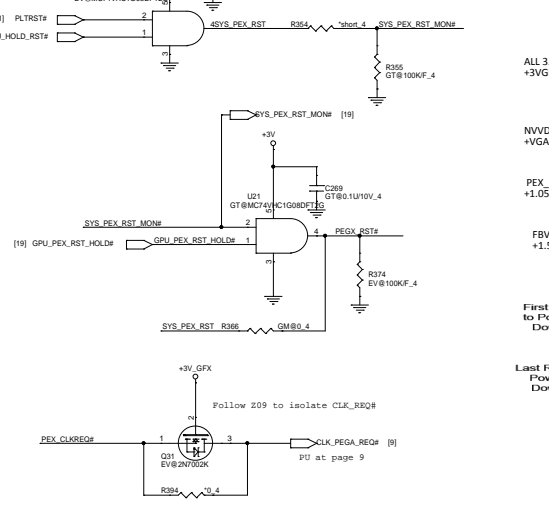 PLTRST#
2
4
SYS_PEX_RST
R354
*short_4
SYS_PEX_RST_MON#
U_HOLD_RST#
1
3
R355
GT@100K/F_4
ALL 3
+3VG
SYS_PEX_RST_MON# [19]
+3V
NVVD
+VGA
U21
GT@MC74VHC1G08DFT2G
5
C269
GT@0.1U/10V_4
PEX_
+1.05
SYS_PEX_RST_MON#
2
4
PEGX_RST#
FBV
+1.5
[19] GPU_PEX_RST_HOLD#
GPU_PEX_RST_HOLD#
1
3
R374
EV@100K/F_4
First
to Po
Do
SYS_PEX_RST
R366
GM@0_4
+3V_GFX
Last R
Pow
Do
Follow Z09 to isolate CLK_REQ#
2
PEX_CLKREQ#
1
3
CLK_PEGA_REQ# [9]
Q31
EV@2N7002K
PU at page 9
R394
*0_4